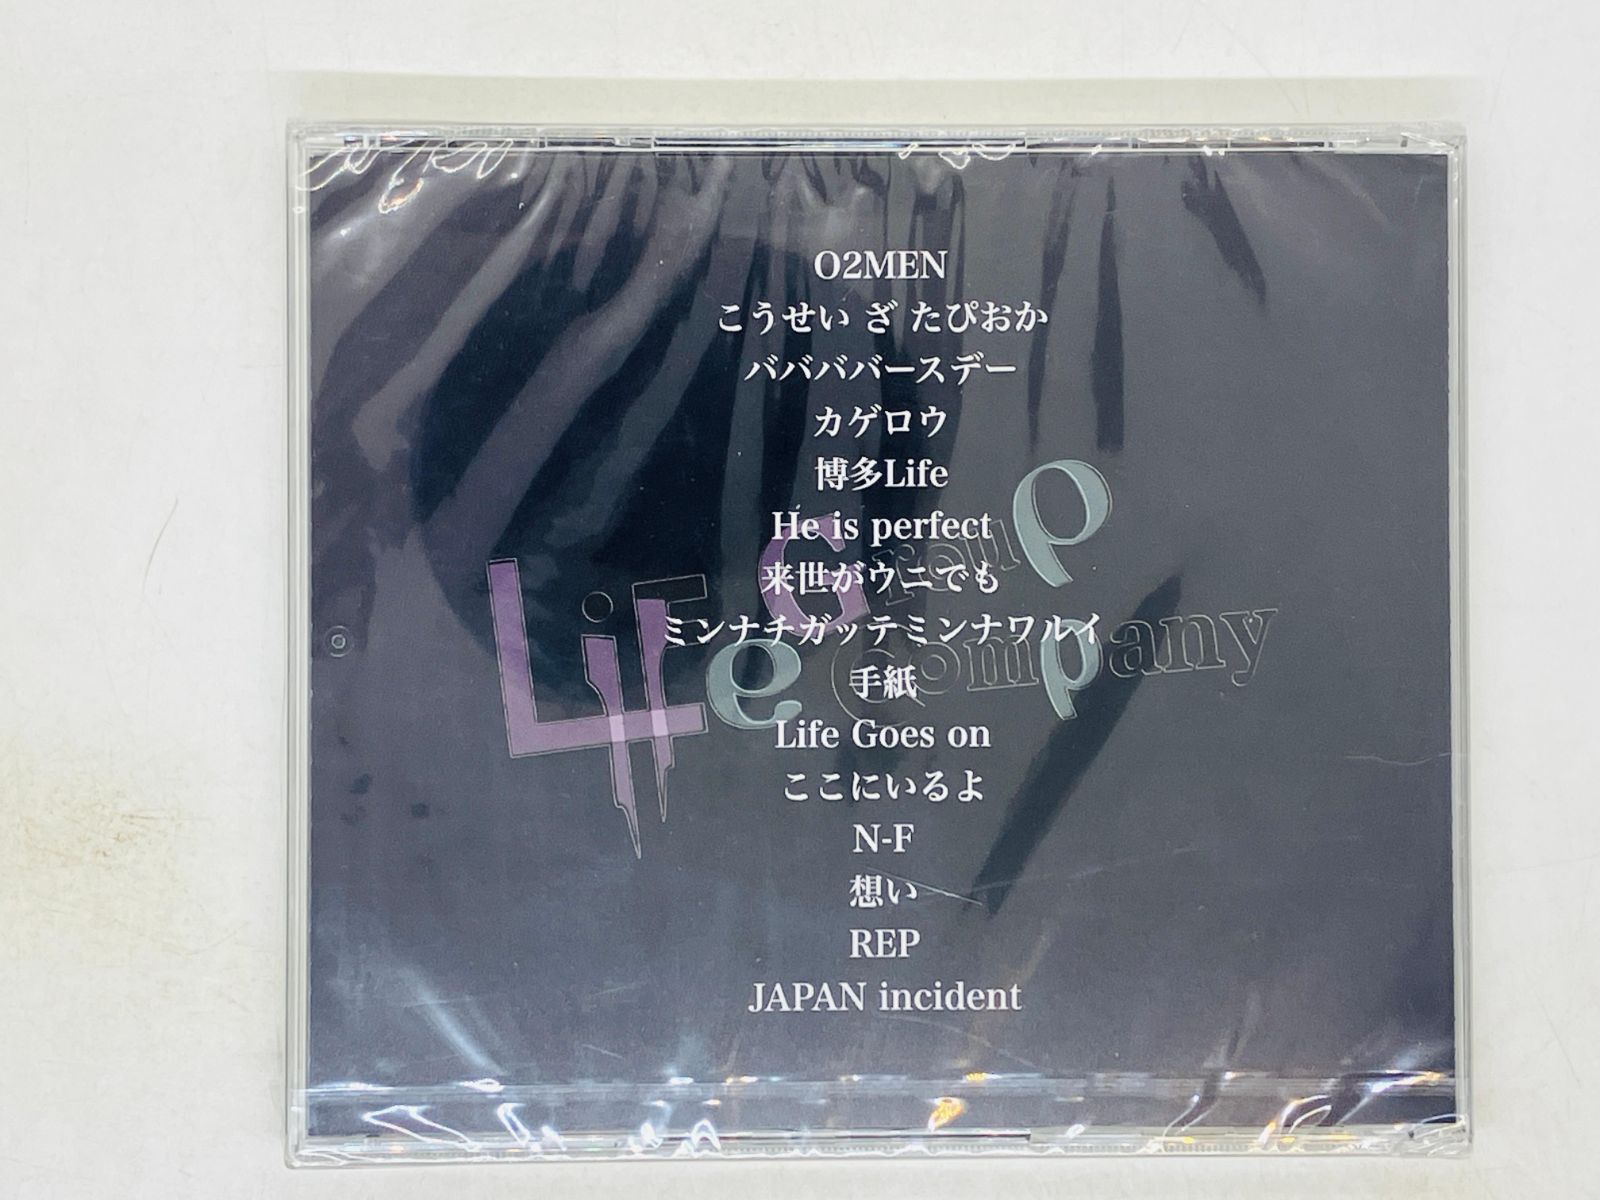 O2MEN
こうせい ざ たぴおか
ババババースデー
カゲロウ
博多Life
He is perfect
来世がウニでも
ミンナチガッテミンナワルイ
手紙
Life Goes on
ここにいるよ
N-F
想い
REP
JAPAN incident
Life Group
Company